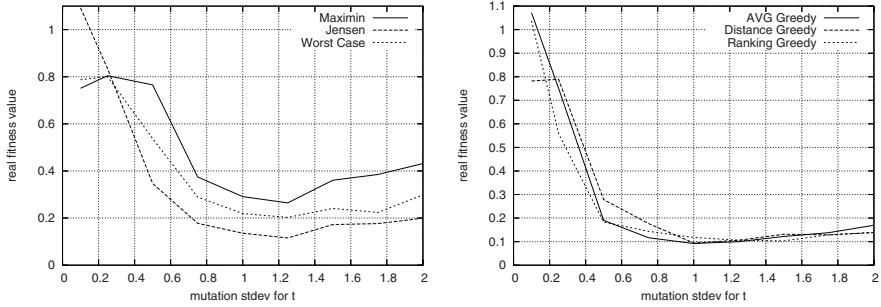 Maximin
Jensen
Worst Case
1
0.8
0.6
0.4
0.2
0
0 0.2 0.4 0.6 0.8 1 1.2 1.4 1.6 1.8 2
real fitness value
mutation stdev for t
AVG Greedy
Distance Greedy
Ranking Greedy
1.1
1
0.9
0.8
0.7
0.6
0.5
0.4
0.3
0.2
0.1
0
0 0.2 0.4 0.6 0.8 1 1.2 1.4 1.6 1.8 2
real fitness value
mutation stdev for t